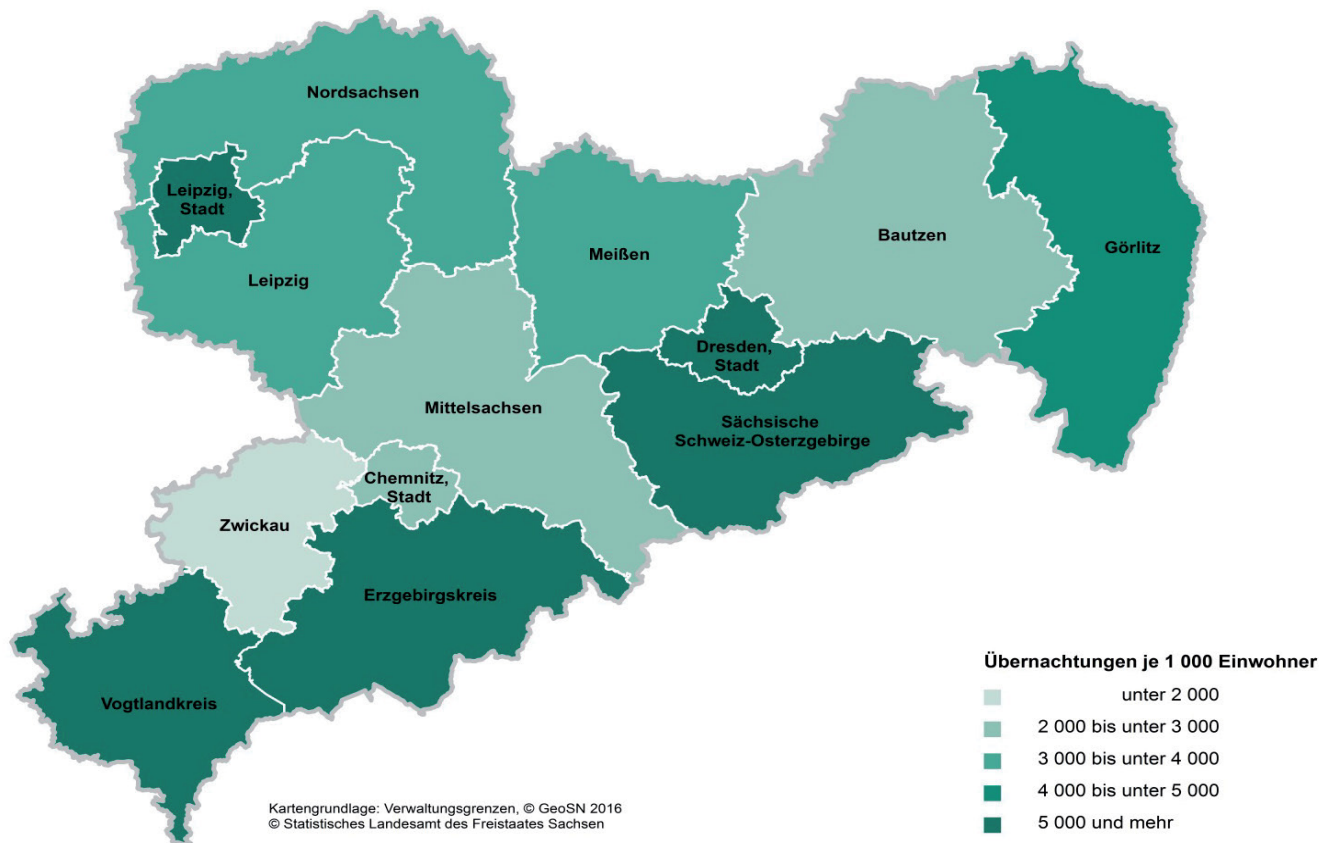 Nordsachsen
Leipzig,
Stadt
Leipzig
Meißen
Bautzen
Görlitz
Dresden,
Stadt
Mittelsachsen
Sächsische
Schweiz-Osterzgebirge
Chemnitz,
Stadt
Zwickau
Erzgebirgskreis
Vogtlandkreis
Übernachtungen je 1 000 Einwohner
unter 2 000
2 000 bis unter 3 000
3 000 bis unter 4 000
4 000 bis unter 5 000
5 000 und mehr
Kartengrundlage: Verwaltungsgrenzen, © GeoSN 2016
© Statistisches Landesamt des Freistaates Sachsen